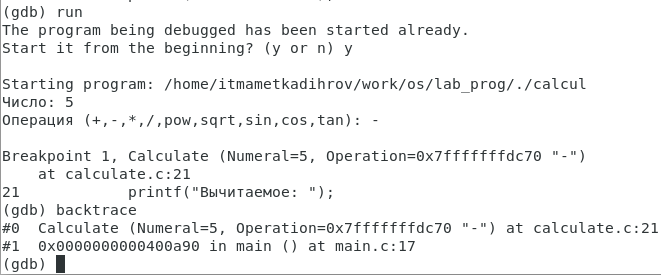 (gdb) run
The program being debugged has been started already.
Start it from the beginning? (y or n) y
Starting program: /home/itmametkadihrov/work/os/lab_prog/./calcul
Число: 5
Операция (+,-,*,/,pow,sqrt,sin,cos,tan): -
Breakpoint 1, Calculate (Numeral=5, Operation=0x7fffffffdc70 "-")
    at calculate.c:21
21            printf("Вычитаемое: ");
(gdb) backtrace
#0  Calculate (Numeral=5, Operation=0x7fffffffdc70 "-") at calculate.c:21
#1  0x0000000000400a90 in main () at main.c:17
(gdb)